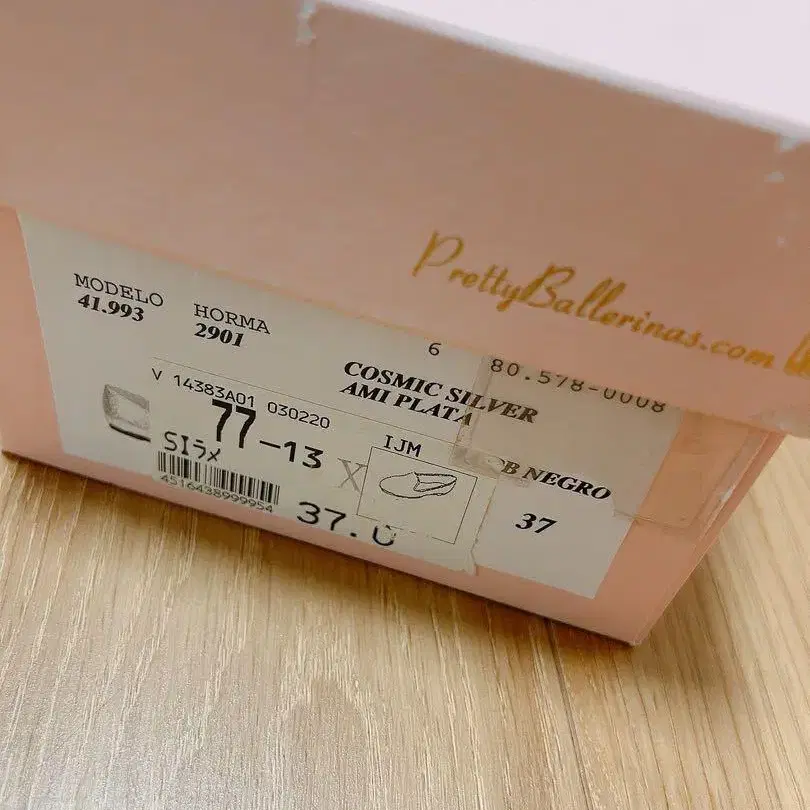 PrettyBallerinas.com
MODELO
41.993
HORMA
2901
6
80.578-0008
COSMIC SILVER
AMI PLATA
NEGRO
37
V 14383A01 030220
77-13
SIラメ
IJM
X
4516438999954
37.0